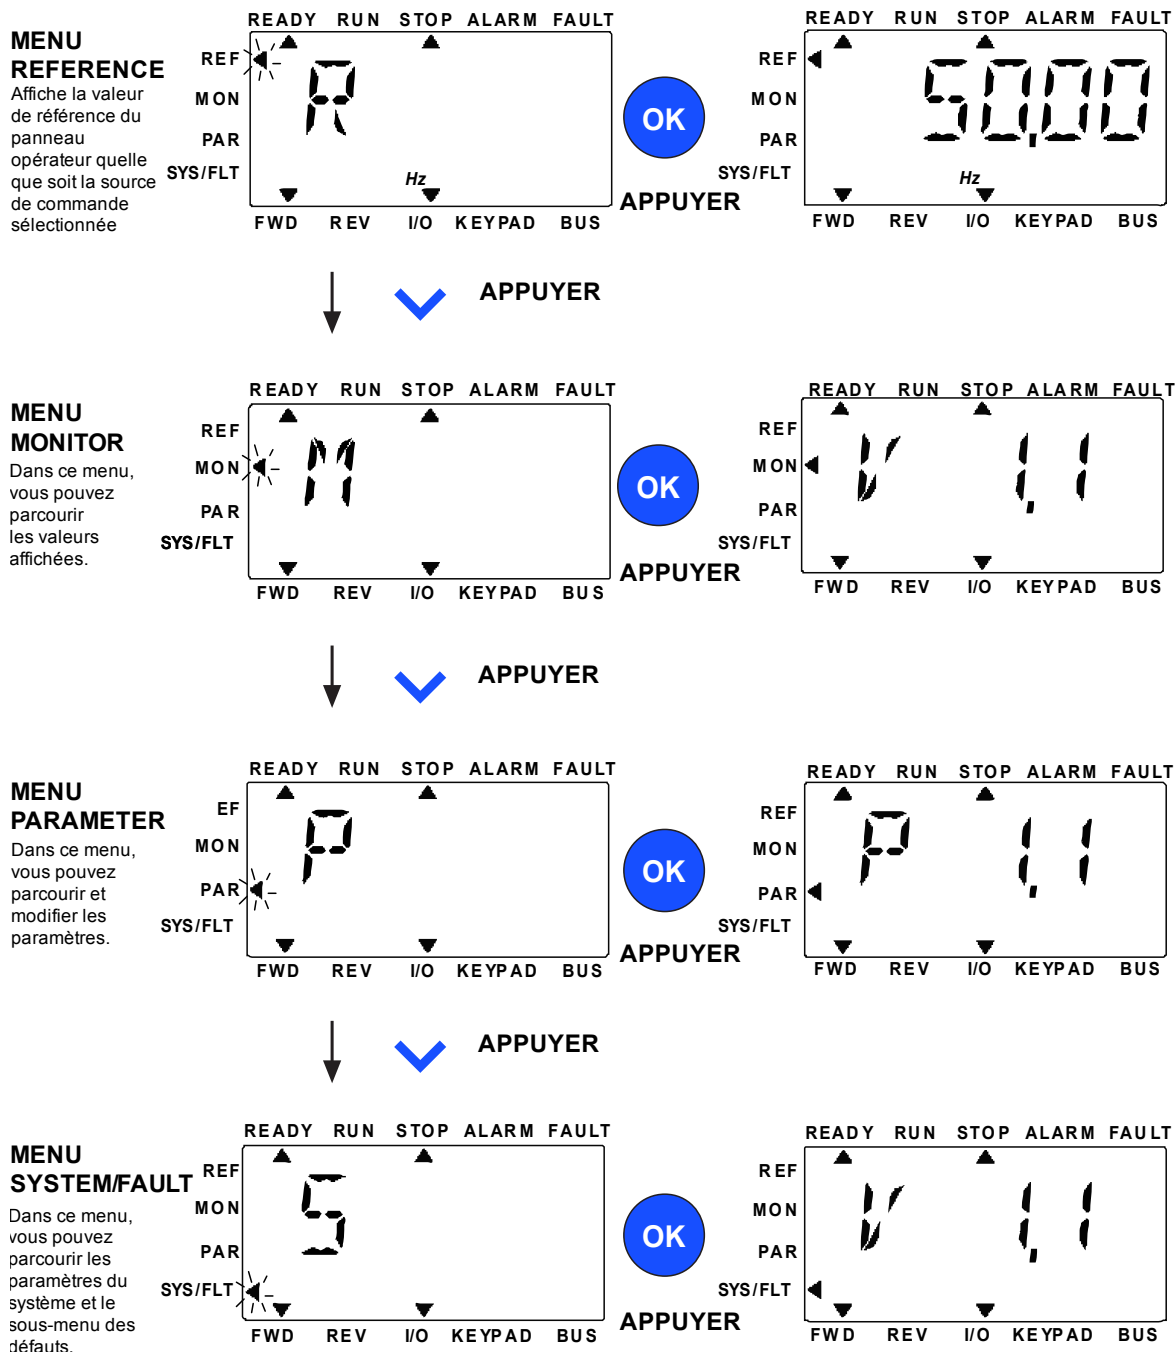 READY RUN STOP ALARM FAULT
READY RUN STOP ALARM FAULT
MENU
REFERENCE
Affiche la valeur
de référence du
panneau
opérateur quelle
que soit la source
de commande
sélectionnée
REF
MON
PAR
SYS/FLT
R
Hz
FWD REV I/O KEYPAD BUS
OK
APPUYER
REF
MON
PAR
SYS/FLT
50,00
Hz
FWD REV I/O KEYPAD BUS
APPUYER
READY RUN STOP ALARM FAULT
READY RUN STOP ALARM FAULT
MENU
MONITOR
Dans ce menu,
vous pouvez
parcourir
les valeurs
affichées.
REF
MON
PAR
SYS/FLT
M
FWD REV I/O KEYPAD BUS
OK
APPUYER
REF
MON
PAR
SYS/FLT
V 1,1
FWD REV I/O KEYPAD BUS
APPUYER
READY RUN STOP ALARM FAULT
READY RUN STOP ALARM FAULT
MENU
PARAMETER
Dans ce menu,
vous pouvez
parcourir et
modifier les
paramètres.
EF
MON
PAR
SYS/FLT
P
FWD REV I/O KEYPAD BUS
OK
APPUYER
REF
MON
PAR
SYS/FLT
P 1,1
FWD REV I/O KEYPAD BUS
APPUYER
READY RUN STOP ALARM FAULT
READY RUN STOP ALARM FAULT
MENU
SYSTEM/FAULT
Dans ce menu,
vous pouvez
parcourir les
paramètres du
système et le
sous-menu des
défauts.
REF
MON
PAR
SYS/FLT
S
FWD REV I/O KEYPAD BUS
OK
APPUYER
REF
MON
PAR
SYS/FLT
V 1,1
FWD REV I/O KEYPAD BUS